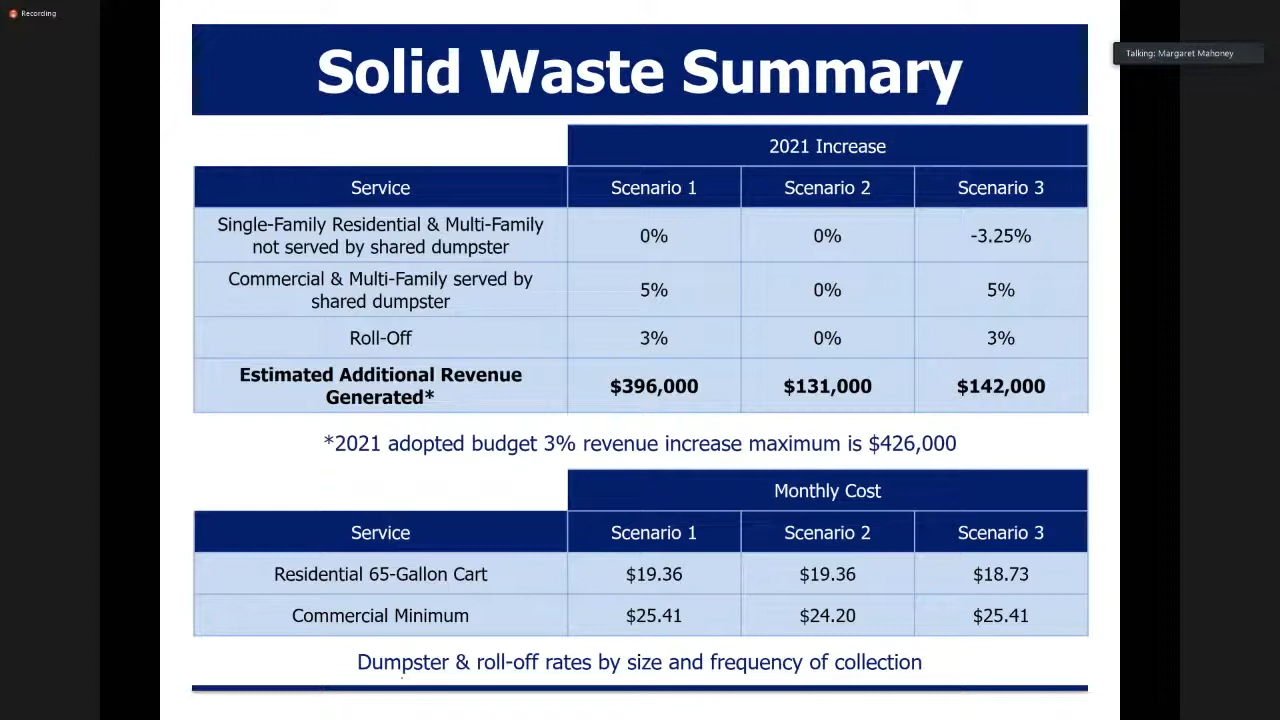 Recording
Talking: Margaret Mahoney
Solid Waste Summary
2021 Increase
Service Scenario 1 Scenario 2 Scenario 3
Single-Family Residential & Multi-Family
not served by shared dumpster 0% 0% -3.25%
Commercial & Multi-Family served by
shared dumpster 5% 0% 5%
Roll-Off 3% 0% 3%
Estimated Additional Revenue
Generated* $396,000 $131,000 $142,000
*2021 adopted budget 3% revenue increase maximum is $426,000
Monthly Cost
Service Scenario 1 Scenario 2 Scenario 3
Residential 65-Gallon Cart $19.36 $19.36 $18.73
Commercial Minimum $25.41 $24.20 $25.41
Dumpster & roll-off rates by size and frequency of collection